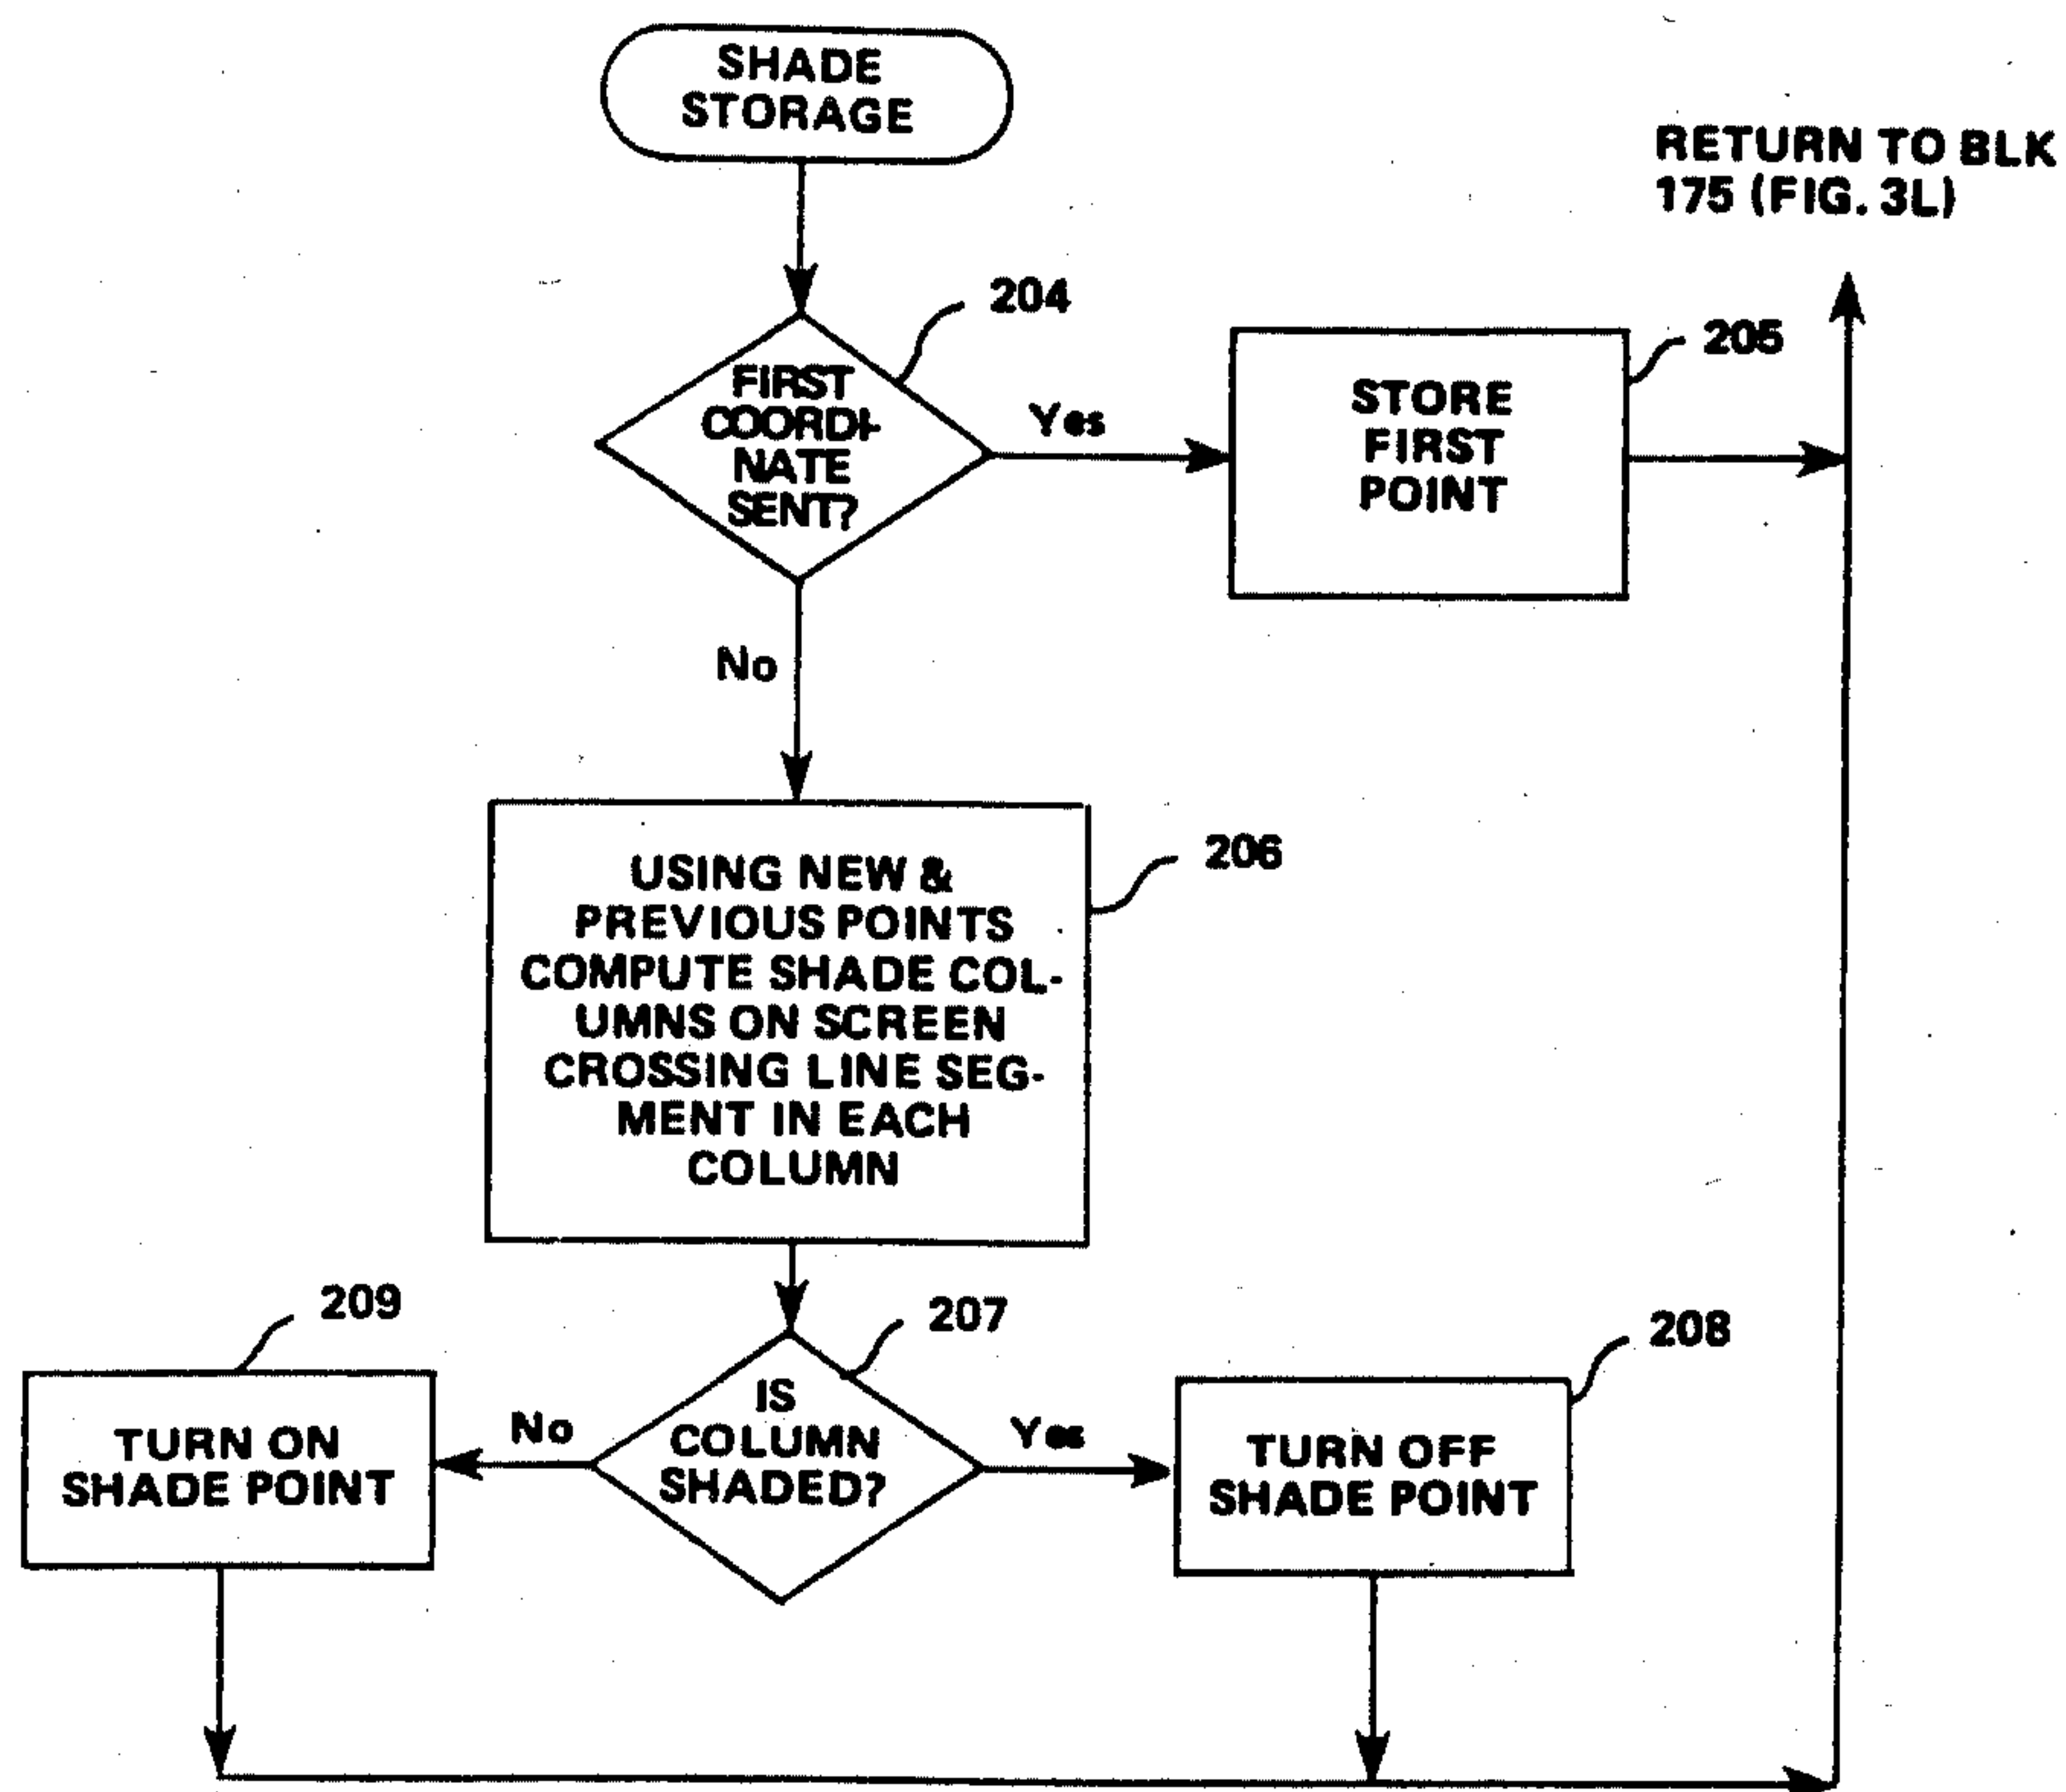 SHADE
STORAGE
RETURN TO BLK
175 (FIG. 3L)
204
FIRST
COORDI-
NATE
SENT?
Yes
205
STORE
FIRST
POINT
No
206
USING NEW &
PREVIOUS POINTS
COMPUTE SHADE COL-
UMNS ON SCREEN
CROSSING LINE SEG-
MENT IN EACH
COLUMN
209
TURN ON
SHADE POINT
No
207
IS
COLUMN
SHADED?
Yes
208
TURN OFF
SHADE POINT